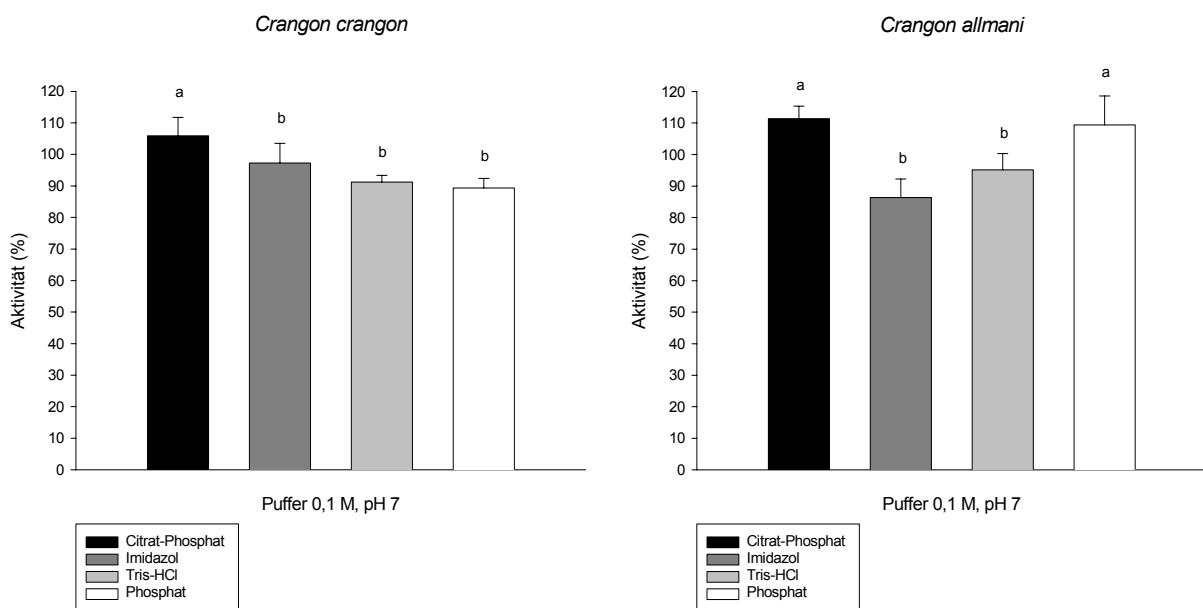 Crangon crangon
120
110
100
90
80
70
60
50
40
30
20
10
0
Aktivität (%)
a
b
b
b
Puffer 0,1 M, pH 7
Citrat-Phosphat
Imidazol
Tris-HCl
Phosphat
Crangon allmani
120
110
100
90
80
70
60
50
40
30
20
10
0
Aktivität (%)
a
b
b
a
Puffer 0,1 M, pH 7
Citrat-Phosphat
Imidazol
Tris-HCl
Phosphat